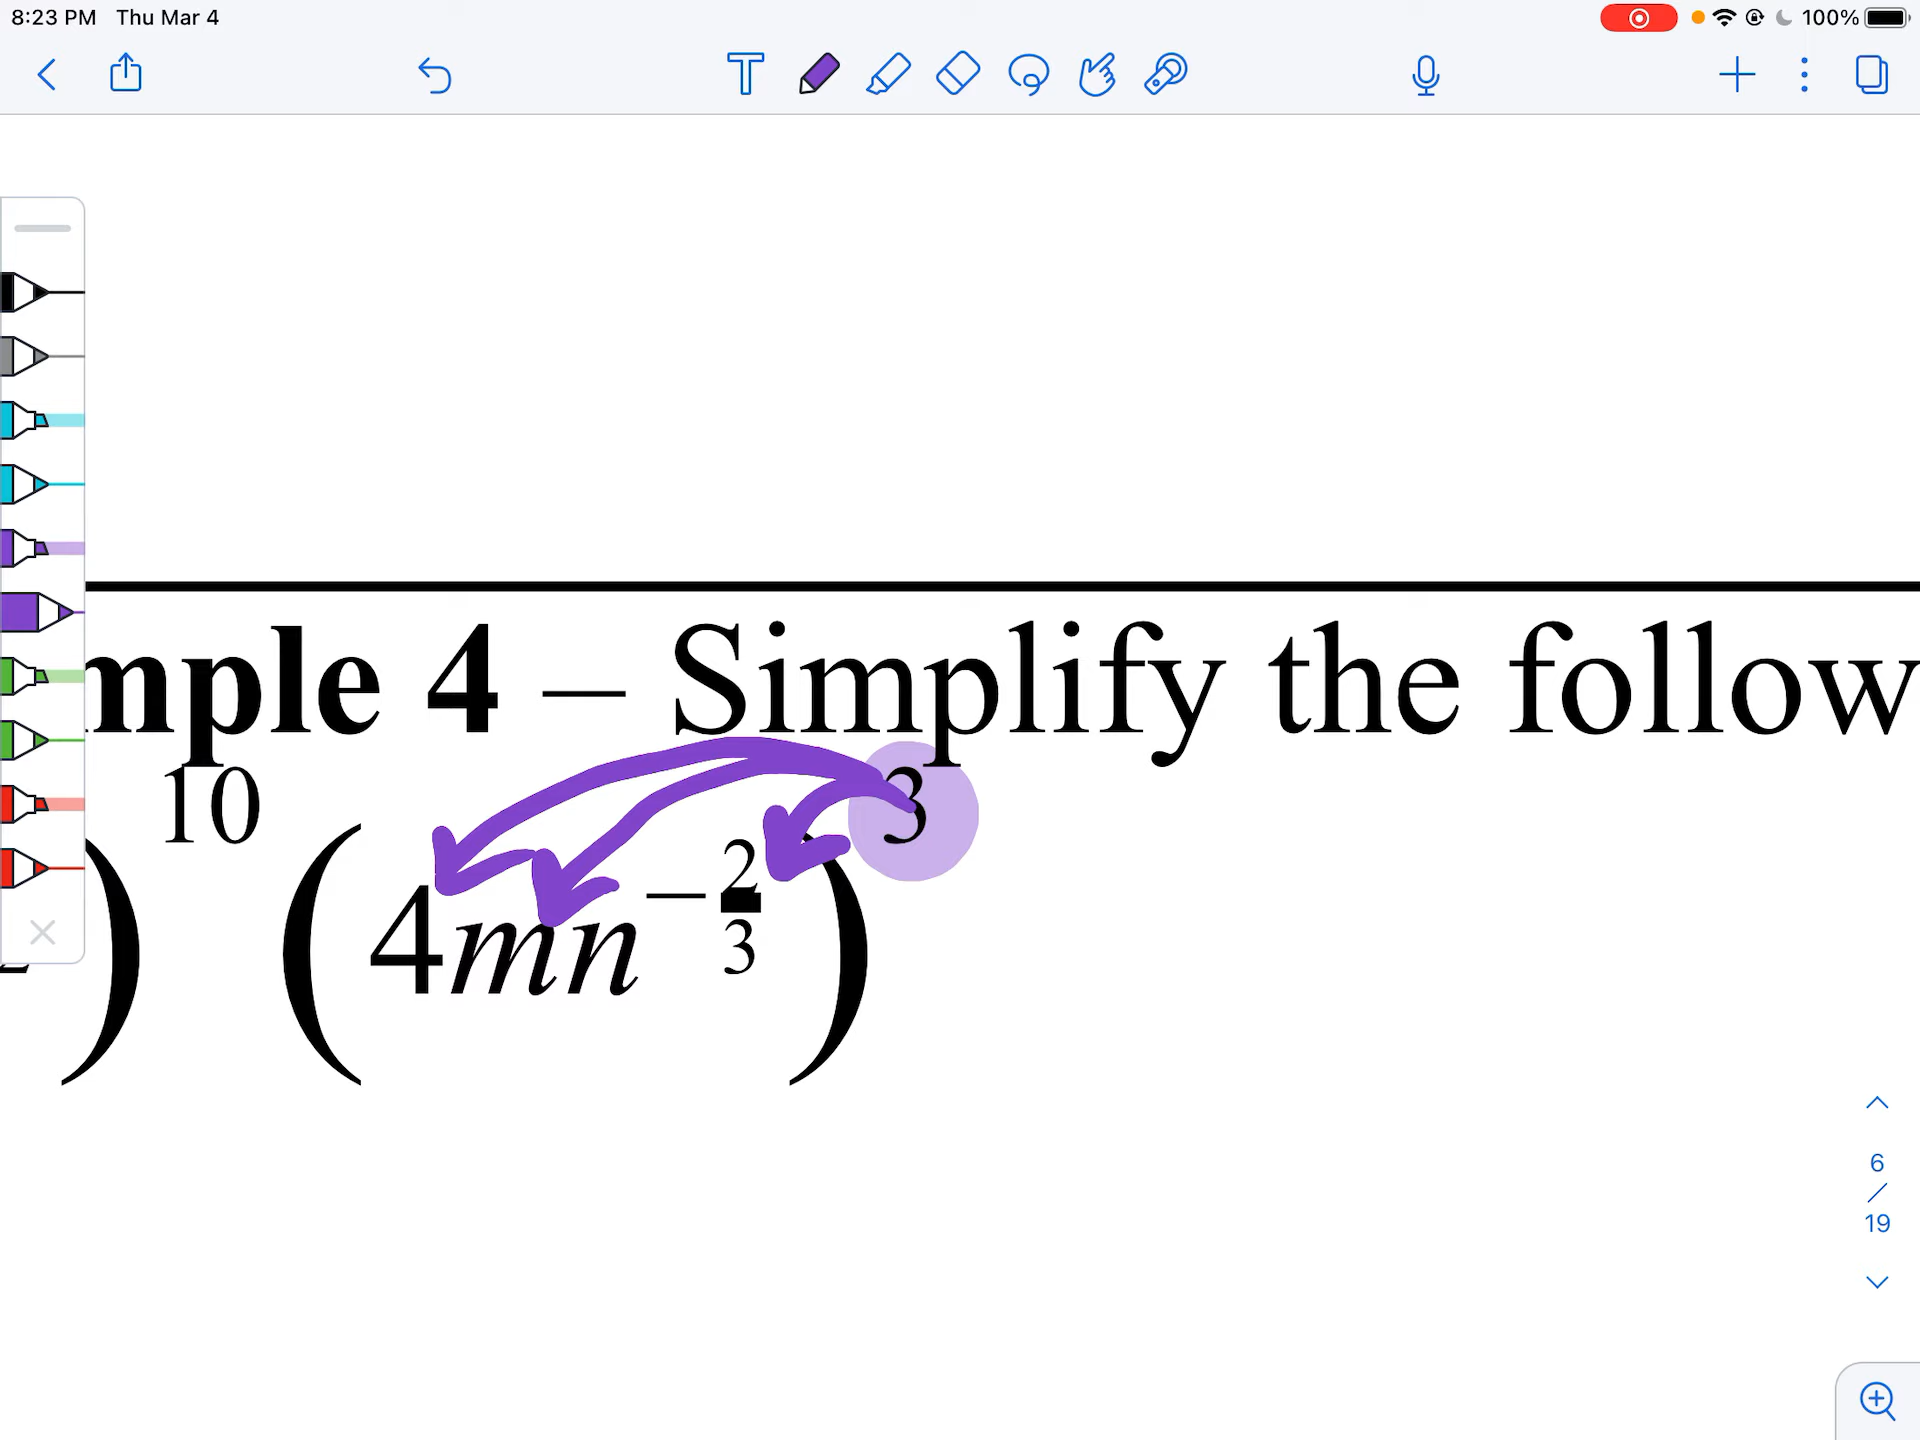 8:23 PM Thu Mar 4 100%
mple 4 – Simplify the follow
)^10 (4mn^{-2/3})^3
6
/
19